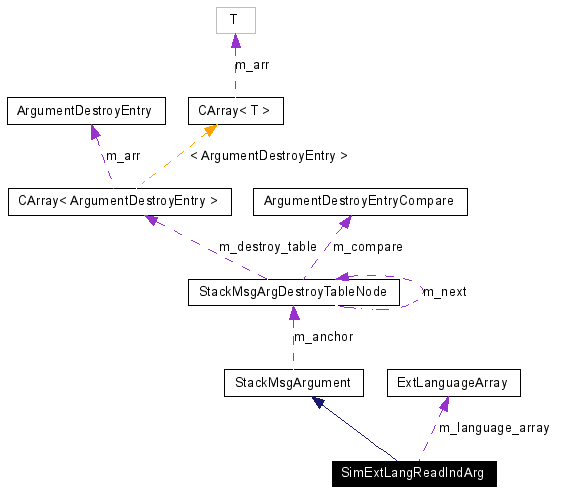 T
m_arr
ArgumentDestroyEntry
CArray< T >
m_arr
< ArgumentDestroyEntry >
CArray< ArgumentDestroyEntry >
ArgumentDestroyEntryCompare
m_destroy_table
m_compare
StackMsgArgDestroyTableNode
m_next
m_anchor
StackMsgArgument
ExtLanguageArray
m_language_array
SimExtLangReadIndArg